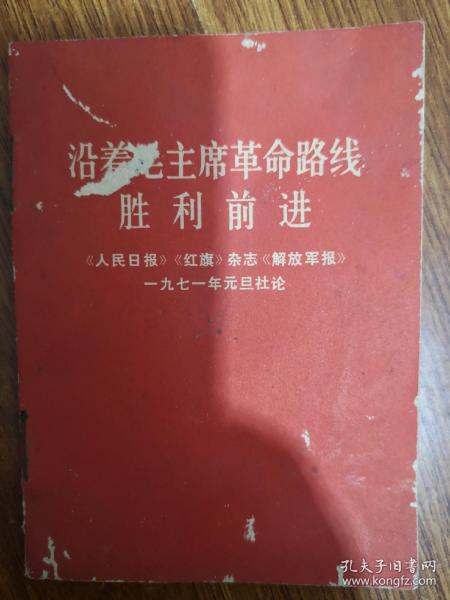 沿着毛主席革命路线
胜利前进
《人民日报》《红旗》杂志《解放军报》
一九七一年元旦社论
孔夫子旧书网
www.kongfz.com